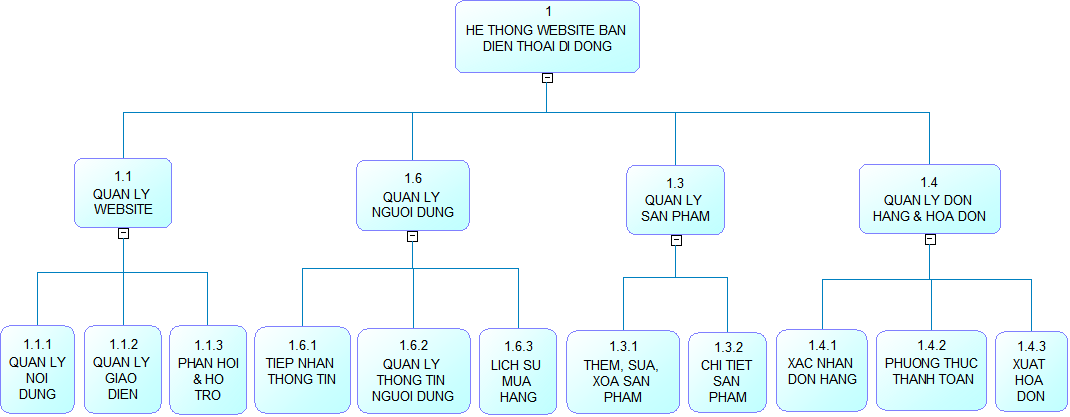 1
HE THONG WEBSITE BAN
DIEN THOAI DI DONG
1.1
QUAN LY
WEBSITE
1.6
QUAN LY
NGUOI DUNG
1.3
QUAN LY
SAN PHAM
1.4
QUAN LY DON
HANG & HOA DON
1.1.1
QUAN LY
NOI
DUNG
1.1.2
QUAN LY
GIAO
DIEN
1.1.3
PHAN HOI
& HO
TRO
1.6.1
TIEP NHAN
THONG TIN
1.6.2
QUAN LY
THONG TIN
NGUOI DUNG
1.6.3
LICH SU
MUA
HANG
1.3.1
THEM, SUA,
XOA SAN
PHAM
1.3.2
CHI TIET
SAN
PHAM
1.4.1
XAC NHAN
DON HANG
1.4.2
PHUONG THUC
THANH TOAN
1.4.3
XUAT
HOA
DON